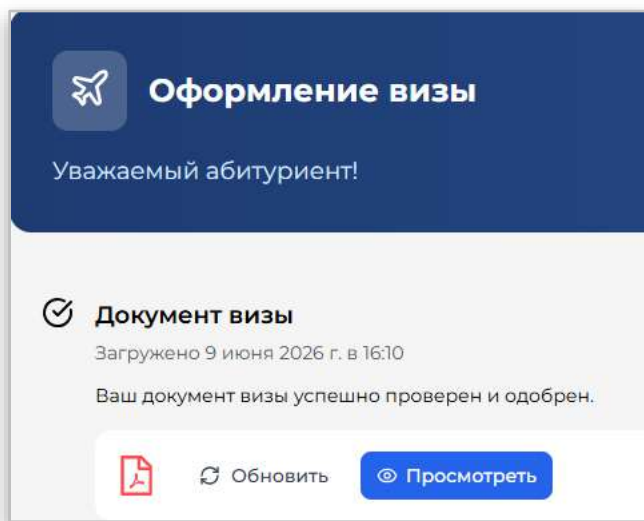 Оформление визы
Уважаемый абитуриент!
Документ визы
Загружено 9 июня 2026 г. в 16:10
Ваш документ визы успешно проверен и одобрен.
Обновить Просмотреть